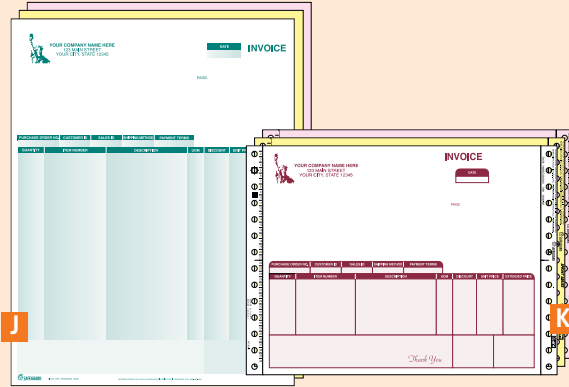 YOUR COMPANY NAME HERE
123 MAIN STREET
YOUR CITY, STATE 12345
DATE
INVOICE
PAGE:
PURCHASE ORDER NO. CUSTOMER ID SALES ID SHIPPING METHOD PAYMENT TERMS
QUANTITY ITEM NUMBER DESCRIPTION UOM DISCOUNT
J
YOUR COMPANY NAME HERE
123 MAIN STREET
YOUR CITY, STATE 12345
INVOICE
DATE
PAGE:
PURCHASE ORDER NO. CUSTOMER ID SALES ID SHIPPING METHOD PAYMENT TERMS
QUANTITY ITEM NUMBER DESCRIPTION UOM DISCOUNT UNIT PRICE EXTENDED PRICE
Thank You
K